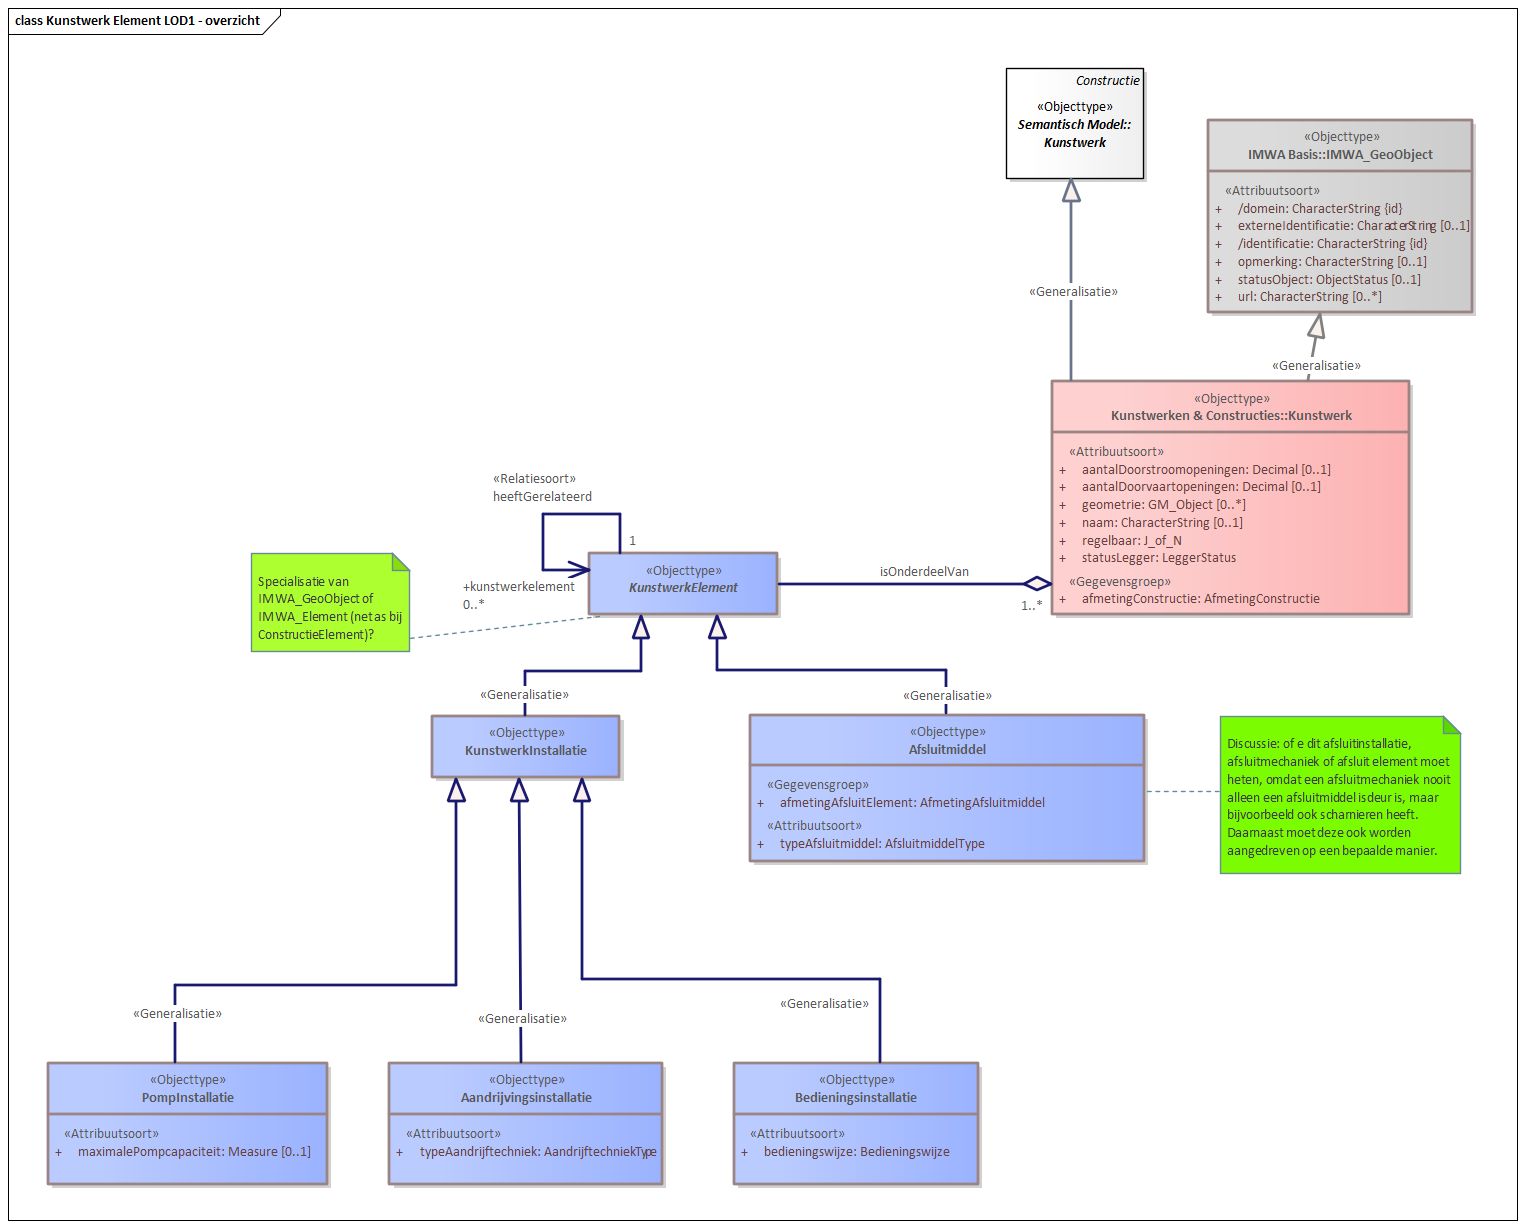 class Kunstwerk Element LOD1 - overzicht
Constructie
«Objecttype»
Semantisch Model::
Kunstwerk
«Objecttype»
IMWA Basis::IMWA_GeoObject
«Attribuutsoort»
+ /domein: CharacterString {id}
+ externeIdentificatie: CharacterString [0..1]
+ /identificatie: CharacterString {id}
+ opmerking: CharacterString [0..1]
+ statusObject: ObjectStatus [0..1]
+ url: CharacterString [0..*]
«Generalisatie»
«Generalisatie»
«Objecttype»
Kunstwerken & Constructies::Kunstwerk
«Attribuutsoort»
+ aantalDoorstroomopeningen: Decimal [0..1]
+ aantalDoorvaartopeningen: Decimal [0..1]
+ geometrie: GM_Object [0..*]
+ naam: CharacterString [0..1]
+ regelbaar: J_of_N
+ statusLegger: LeggerStatus
«Gegevensgroep»
+ afmetingConstructie: AfmetingConstructie
«Relatiesoort»
heeftGerelateerd
1
+kunstwerkelement
0..*
«Objecttype»
KunstwerkElement
isOnderdeelVan
1..*
Specialisatie van
IMWA_GeoObject of
IMWA_Element (net as bij
ConstructieElement)?
«Generalisatie»
«Generalisatie»
«Objecttype»
KunstwerkInstallatie
«Objecttype»
Afsluitmiddel
«Gegevensgroep»
+ afmetingAfsluitElement: AfmetingAfsluitmiddel
«Attribuutsoort»
+ typeAfsluitmiddel: AfsluitmiddelType
Discussie: of e dit afsluitinstallatie,
afsluitmechaniek of afsluit element moet
heten, omdat een afsluitmechaniek nooit
alleen een afsluitmiddel is deur is, maar
bijvoorbeeld ook scharnieren heeft.
Daarnaast moet deze ook worden
aangedreven op een bepaalde manier.
«Generalisatie»
«Generalisatie»
«Generalisatie»
«Objecttype»
PompInstallatie
«Attribuutsoort»
+ maximalePompcapaciteit: Measure [0..1]
«Objecttype»
Aandrijvingsinstallatie
«Attribuutsoort»
+ typeAandrijftechniek: AandrijftechniekType
«Objecttype»
Bedieningsinstallatie
«Attribuutsoort»
+ bedieningswijze: Bedieningswijze